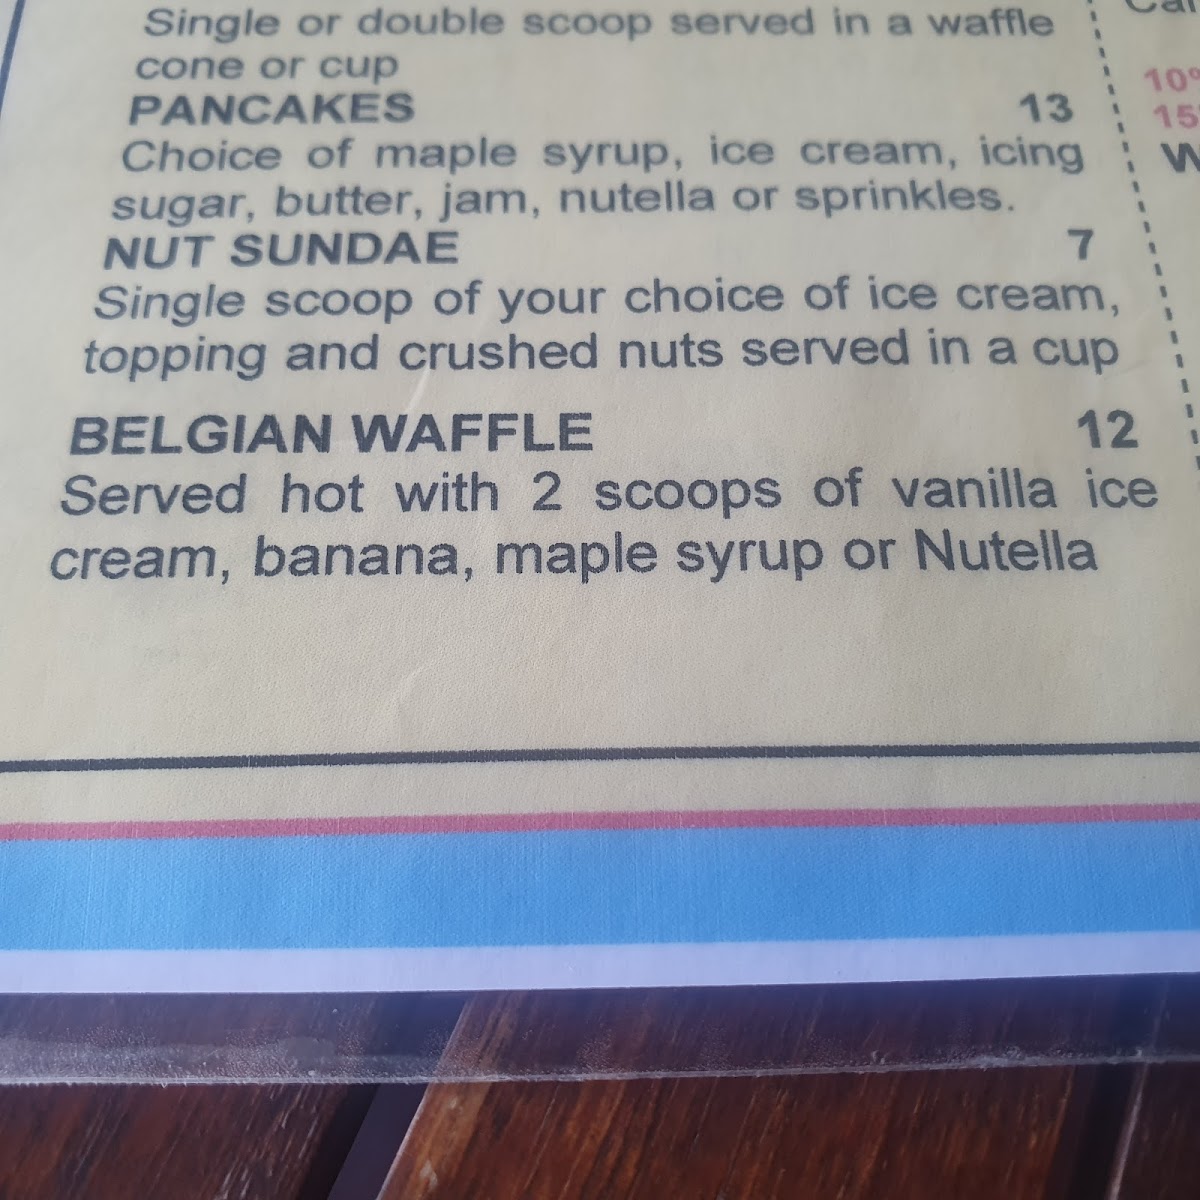 Single or double scoop served in a waffle
cone or cup
PANCAKES 13
Choice of maple syrup, ice cream, icing
sugar, butter, jam, nutella or sprinkles.
NUT SUNDAE 7
Single scoop of your choice of ice cream,
topping and crushed nuts served in a cup
BELGIAN WAFFLE 12
Served hot with 2 scoops of vanilla ice
cream, banana, maple syrup or Nutella
10%
15